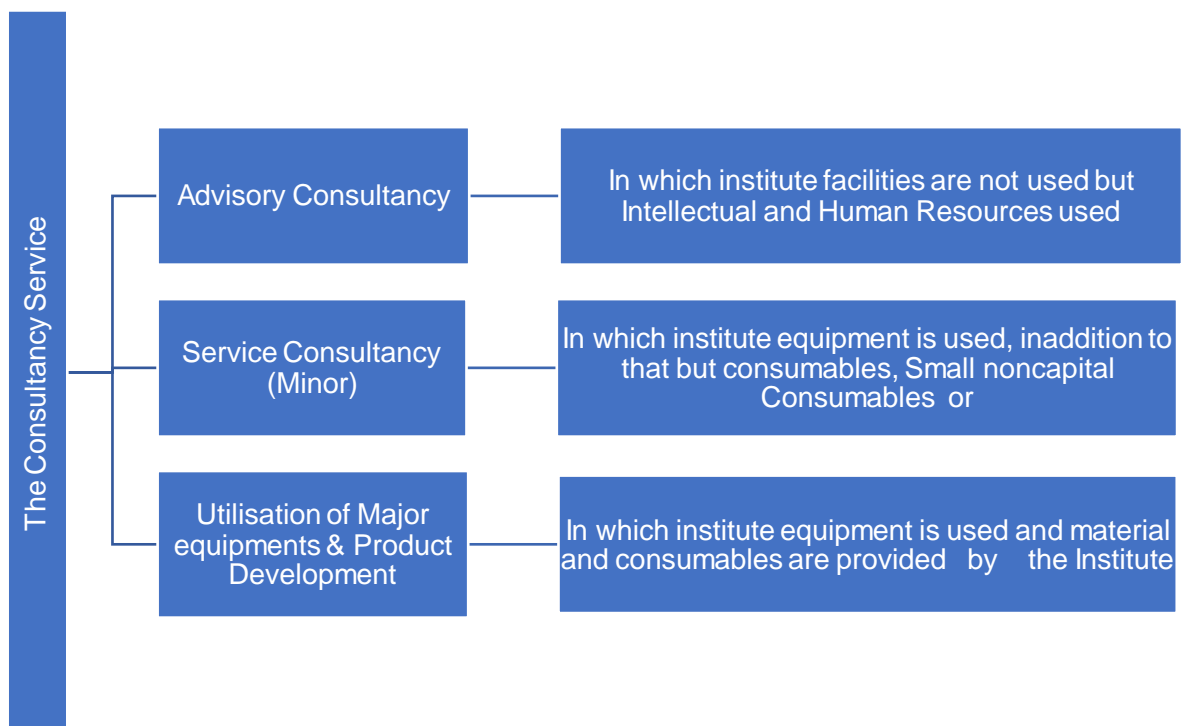 The Consultancy Service
Advisory Consultancy
In which institute facilities are not used but
Intellectual and Human Resources used
Service Consultancy
(Minor)
In which institute equipment is used, inaddition to
that but consumables, Small noncapital
Consumables or
Utilisation of Major
equipments & Product
Development
In which institute equipment is used and material
and consumables are provided by the Institute